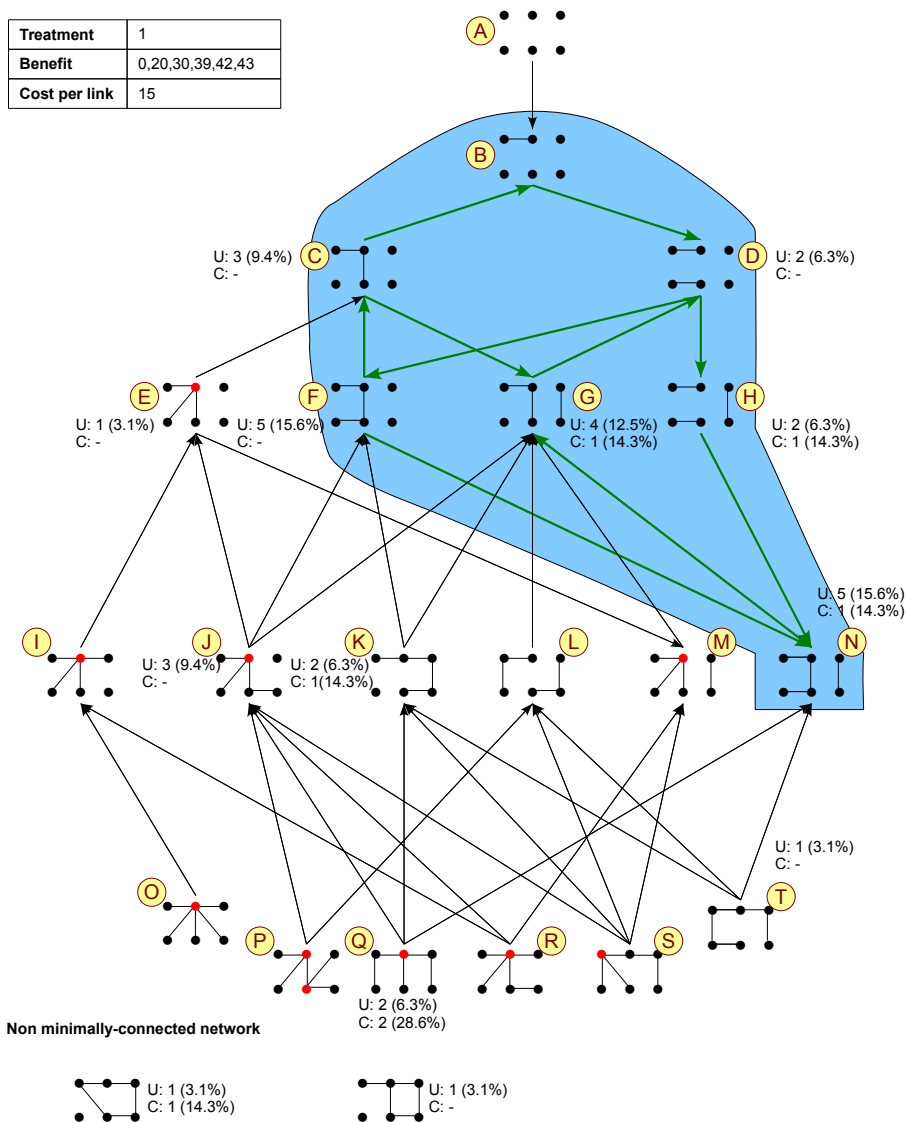 Treatment 1
Benefit 0,20,30,39,42,43
Cost per link 15
A
B
C
U: 3 (9.4%)
C: -
D
U: 2 (6.3%)
C: -
E
U: 1 (3.1%)
C: -
F
U: 5 (15.6%)
C: -
G
U: 4 (12.5%)
C: 1 (14.3%)
H
U: 2 (6.3%)
C: 1 (14.3%)
I
J
U: 3 (9.4%)
C: -
K
U: 2 (6.3%)
C: 1(14.3%)
L
M
N
U: 5 (15.6%)
C: 1 (14.3%)
O
P
Q
U: 2 (6.3%)
C: 2 (28.6%)
R
S
T
U: 1 (3.1%)
C: -
Non minimally-connected network
U: 1 (3.1%)
C: 1 (14.3%)
U: 1 (3.1%)
C: -